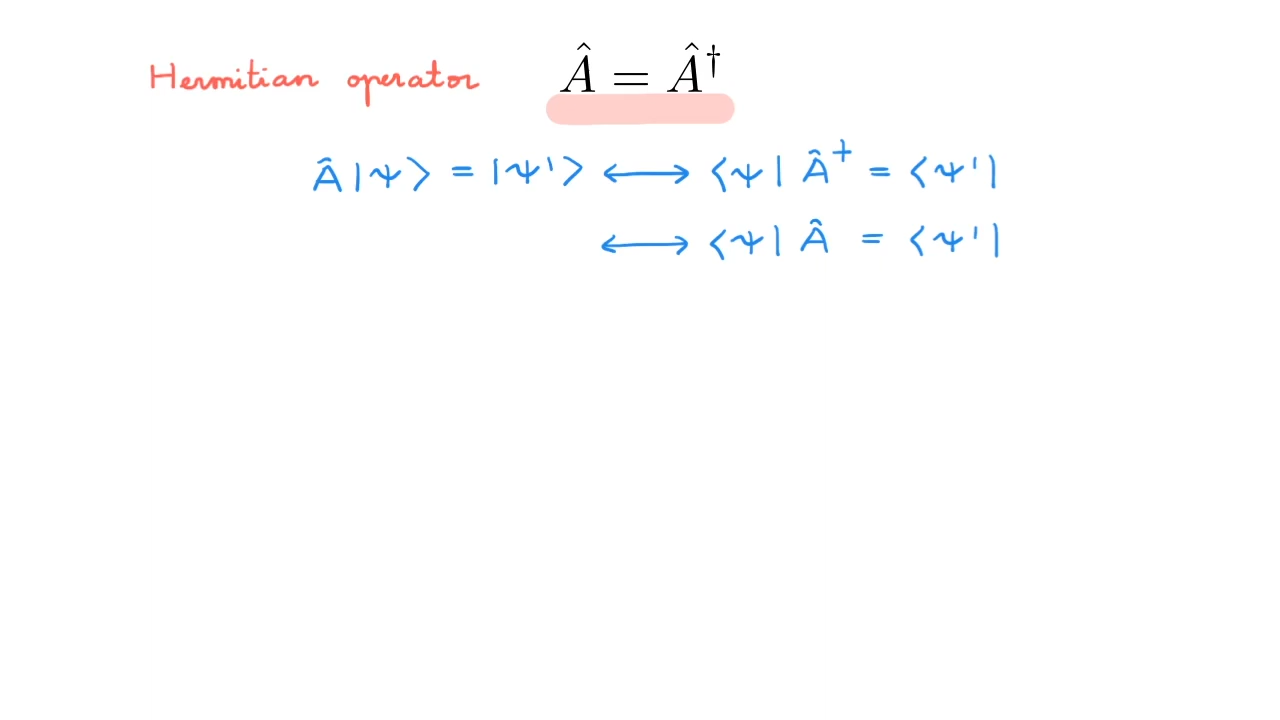 Hermitian operator Â = Â†
Â|ψ⟩ = |ψ'⟩ ⟷ ⟨ψ|Â† = ⟨ψ'|
⟷ ⟨ψ|Â = ⟨ψ'|